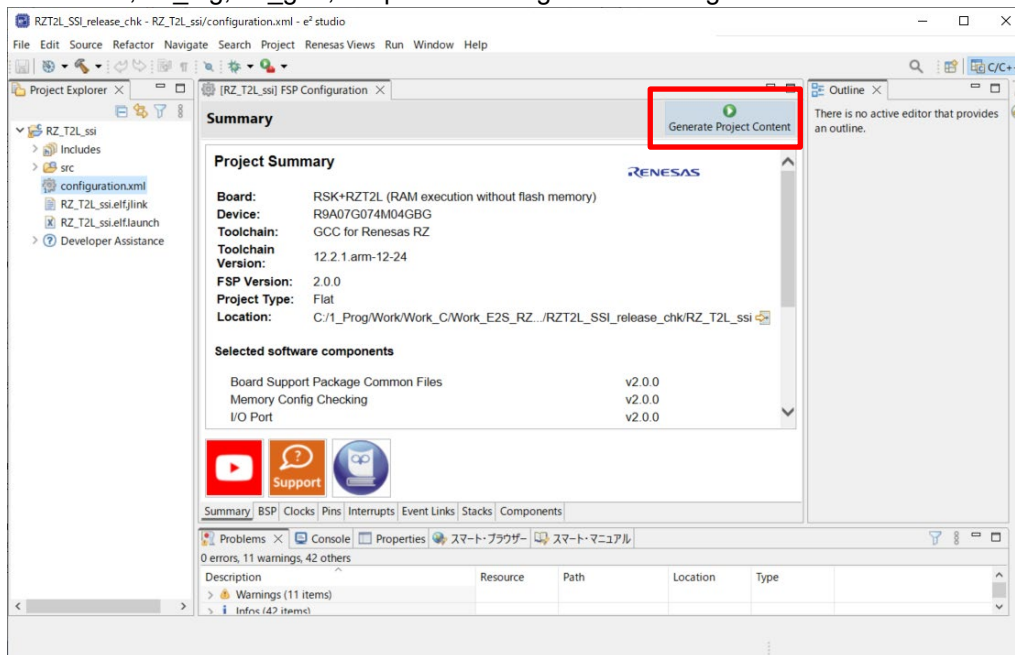 RZT2L_SSI_release_chk - RZ_T2L_ssi/configuration.xml - e² studio
File Edit Source Refactor Navigate Search Project Renesas Views Run Window Help
C/C+
Project Explorer
[RZ_T2L_ssi] FSP Configuration
Outline
RZ_T2L_ssi
Includes
src
configuration.xml
RZ_T2L_ssi.elf.jlink
RZ_T2L_ssi.elf.launch
Developer Assistance
Summary
Generate Project Content
There is no active editor that provides
an outline.
Project Summary
RENESAS
Board: RSK+RZT2L (RAM execution without flash memory)
Device: R9A07G074M04GBG
Toolchain: GCC for Renesas RZ
Toolchain
Version: 12.2.1.arm-12-24
FSP Version: 2.0.0
Project Type: Flat
Location: C:/1_Prog/Work/Work_C/Work_E2S_RZ.../RZT2L_SSI_release_chk/RZ_T2L_ssi
Selected software components
Board Support Package Common Files v2.0.0
Memory Config Checking v2.0.0
I/O Port v2.0.0
Support
Summary BSP Clocks Pins Interrupts Event Links Stacks Components
Problems Console Properties スマート・ブラウザー スマート・マニュアル
0 errors, 11 warnings, 42 others
Description Resource Path Location Type
Warnings (11 items)
Infos (42 items)